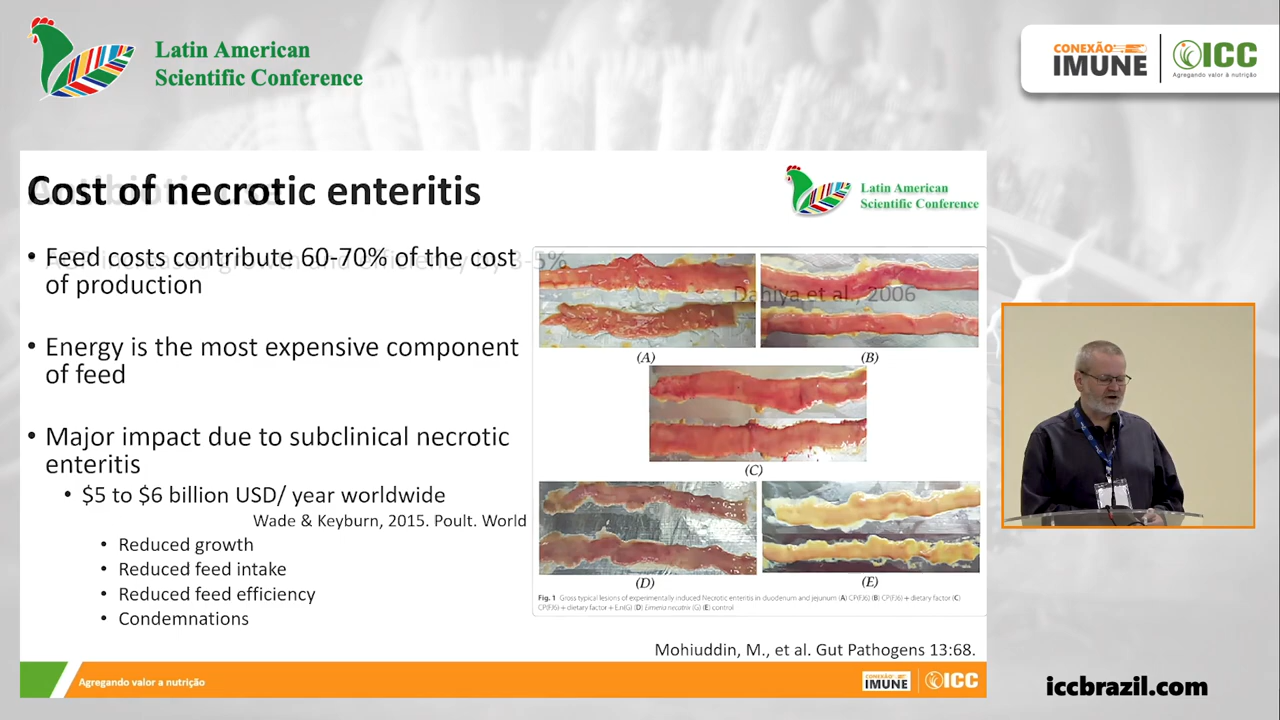 Latin American
Scientific Conference
CONEXÃO
IMUNE
ICC
Agregando valor à nutrição
Cost of necrotic enteritis
Latin American
Scientific Conference
• Feed costs contribute 60-70% of the cost
of production
• Energy is the most expensive component
of feed
• Major impact due to subclinical necrotic
enteritis
• $5 to $6 billion USD/ year worldwide
Wade & Keyburn, 2015. Poult. World
• Reduced growth
• Reduced feed intake
• Reduced feed efficiency
• Condemnations
Dahiya et al., 2006
(A)
(B)
(C)
(D)
(E)
Fig. 1 Gross typical lesions of experimentally induced Necrotic enteritis in duodenum and jejunum (A) CP(FJ6) (B) CP(FJ6) + dietary factor (C)
CP(FJ6) + dietary factor + E.n(G) (D) Eimeria necatrix (G) (E) control.
Mohiuddin, M., et al. Gut Pathogens 13:68.
Agregando valor a nutrição
CONEXÃO
IMUNE
ICC
iccbrazil.com